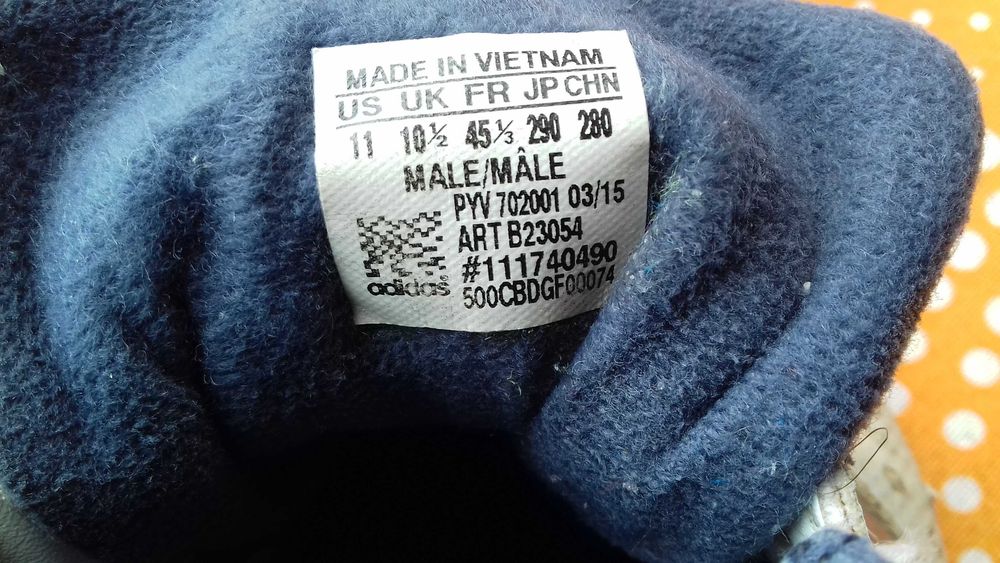 MADE IN VIETNAM
US UK FR JP CHN
11 10½ 45⅓ 290 280
MALE/MÂLE
PYV 702001 03/15
ART B23054
#111740490
adidas 500CBDGF00074